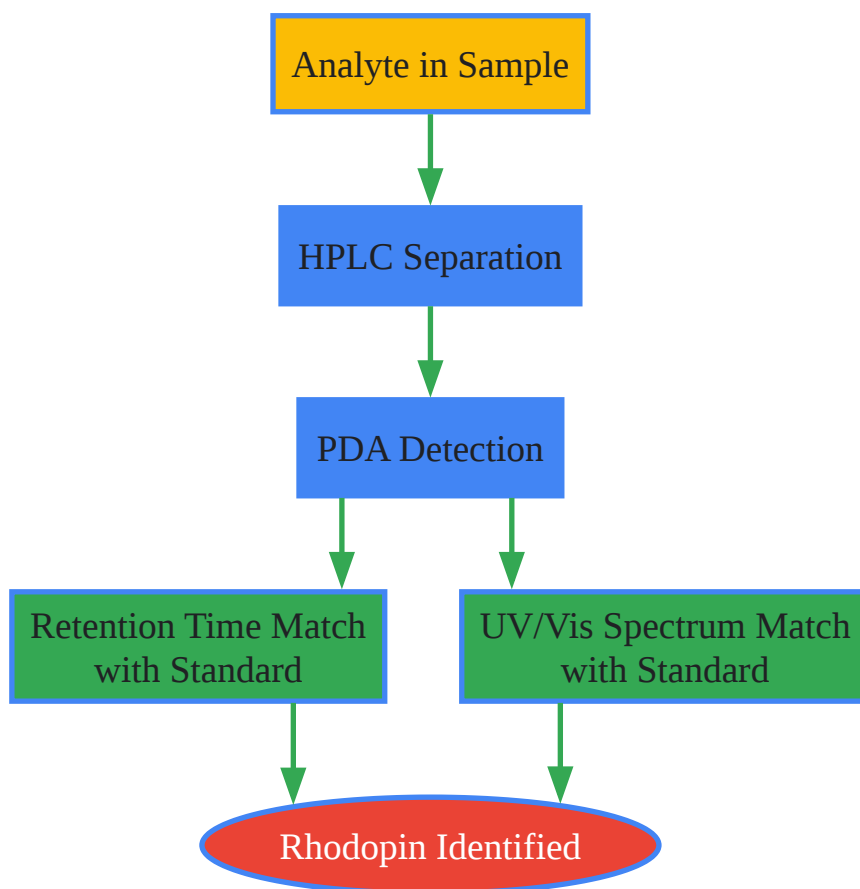 Analyte in Sample
HPLC Separation
PDA Detection
Retention Time Match
with Standard
UV/Vis Spectrum Match
with Standard
Rhodopin Identified